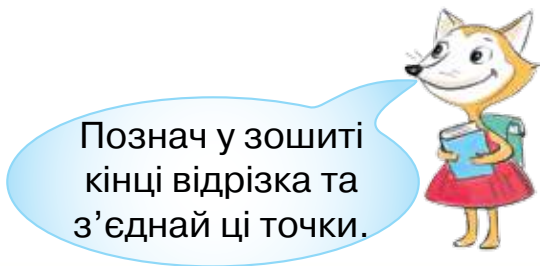 Познач у зошиті
кінці відрізка та
з’єднай ці точки.